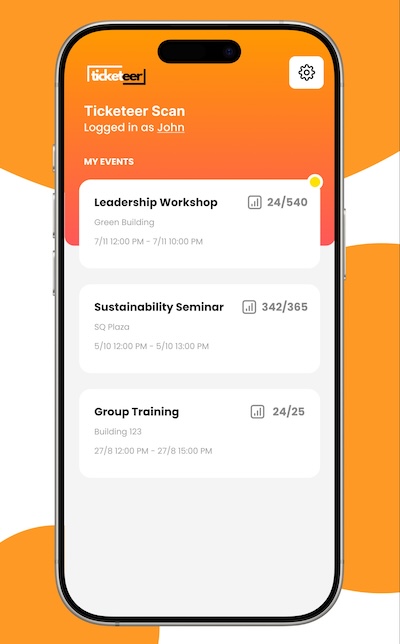 ticketeer
Ticketeer Scan
Logged in as John
MY EVENTS
Leadership Workshop 24/540
Green Building
7/11 12:00 PM - 7/11 10:00 PM
Sustainability Seminar 342/365
SQ Plaza
5/10 12:00 PM - 5/10 13:00 PM
Group Training 24/25
Building 123
27/8 12:00 PM - 27/8 15:00 PM